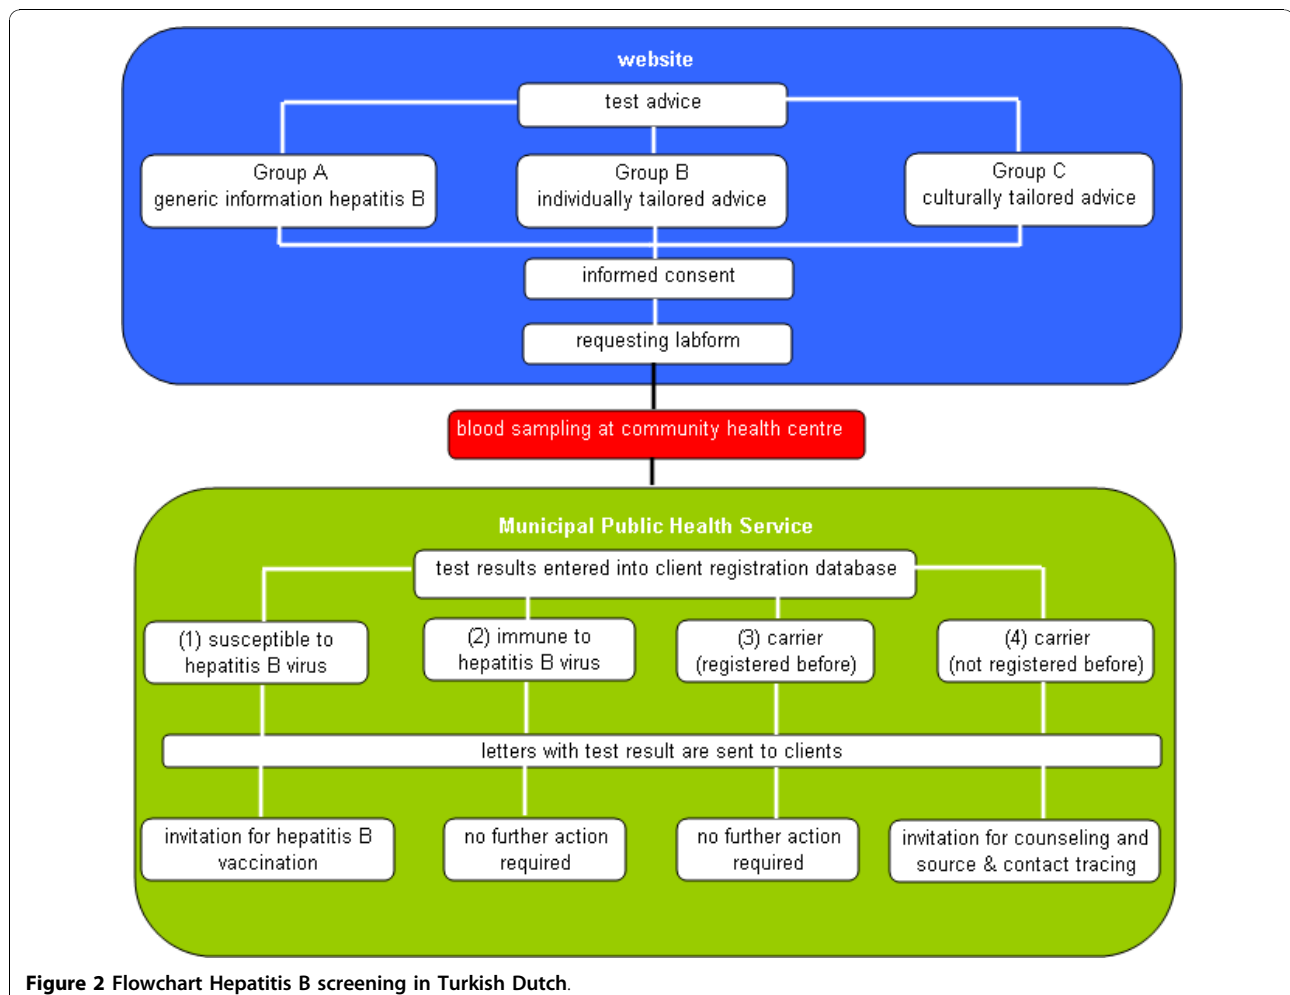 website
test advice
Group A
generic information hepatitis B
Group B
individually tailored advice
Group C
culturally tailored advice
informed consent
requesting labform
blood sampling at community health centre
Municipal Public Health Service
test results entered into client registration database
(1) susceptible to
hepatitis B virus
(2) immune to
hepatitis B virus
(3) carrier
(registered before)
(4) carrier
(not registered before)
letters with test result are sent to clients
invitation for hepatitis B
vaccination
no further action
required
no further action
required
invitation for counseling and
source & contact tracing
Figure 2 Flowchart Hepatitis B screening in Turkish Dutch.